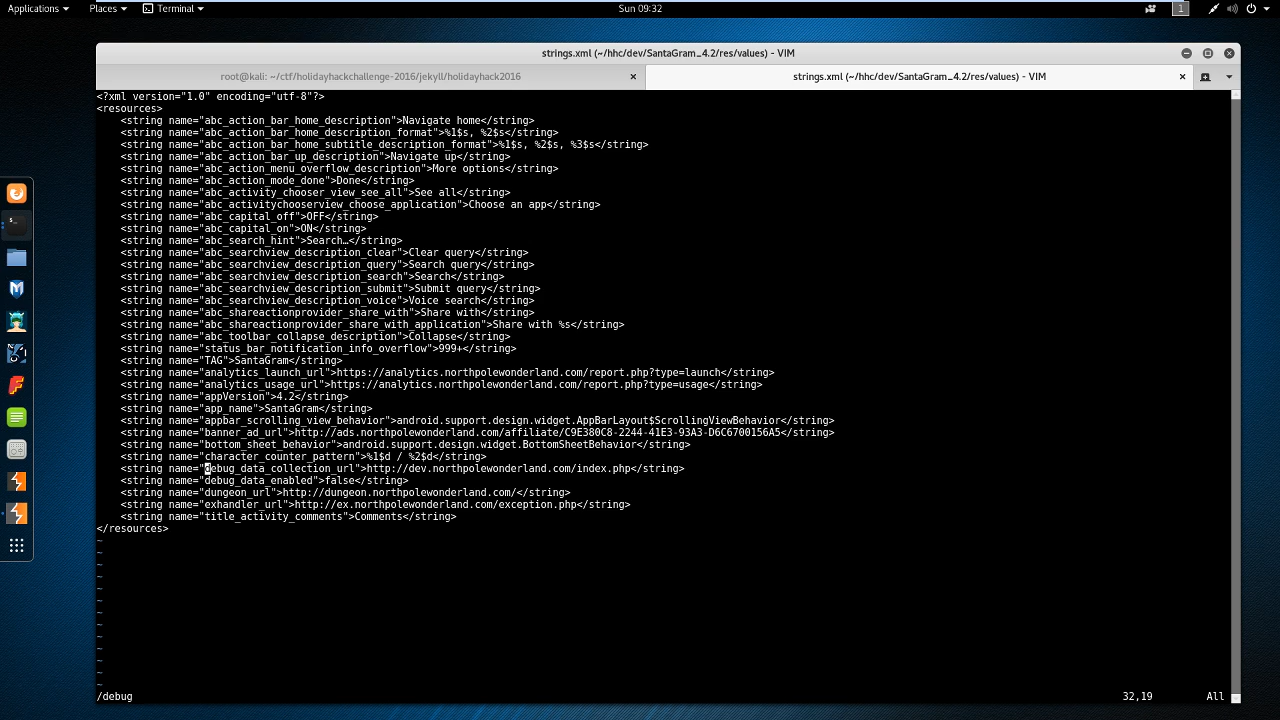 Applications Places Terminal Sun 09:32 1
strings.xml (~/hhc/dev/SantaGram_4.2/res/values) - VIM
root@kali: ~/ctf/holidayhackchallenge-2016/jekyll/holidayhack2016 strings.xml (~/hhc/dev/SantaGram_4.2/res/values) - VIM
<?xml version="1.0" encoding="utf-8"?>
<resources>
    <string name="abc_action_bar_home_description">Navigate home</string>
    <string name="abc_action_bar_home_description_format">%1$s, %2$s</string>
    <string name="abc_action_bar_home_subtitle_description_format">%1$s, %2$s, %3$s</string>
    <string name="abc_action_bar_up_description">Navigate up</string>
    <string name="abc_action_menu_overflow_description">More options</string>
    <string name="abc_action_mode_done">Done</string>
    <string name="abc_activity_chooser_view_see_all">See all</string>
    <string name="abc_activitychooserview_choose_application">Choose an app</string>
    <string name="abc_capital_off">OFF</string>
    <string name="abc_capital_on">ON</string>
    <string name="abc_search_hint">Search…</string>
    <string name="abc_searchview_description_clear">Clear query</string>
    <string name="abc_searchview_description_query">Search query</string>
    <string name="abc_searchview_description_search">Search</string>
    <string name="abc_searchview_description_submit">Submit query</string>
    <string name="abc_searchview_description_voice">Voice search</string>
    <string name="abc_shareactionprovider_share_with">Share with</string>
    <string name="abc_shareactionprovider_share_with_application">Share with %s</string>
    <string name="abc_toolbar_collapse_description">Collapse</string>
    <string name="status_bar_notification_info_overflow">999+</string>
    <string name="TAG">SantaGram</string>
    <string name="analytics_launch_url">https://analytics.northpolewonderland.com/report.php?type=launch</string>
    <string name="analytics_usage_url">https://analytics.northpolewonderland.com/report.php?type=usage</string>
    <string name="appVersion">4.2</string>
    <string name="app_name">SantaGram</string>
    <string name="appbar_scrolling_view_behavior">android.support.design.widget.AppBarLayout$ScrollingViewBehavior</string>
    <string name="banner_ad_url">http://ads.northpolewonderland.com/affiliate/C9E380C8-2244-41E3-93A3-D6C6700156A5</string>
    <string name="bottom_sheet_behavior">android.support.design.widget.BottomSheetBehavior</string>
    <string name="character_counter_pattern">%1$d / %2$d</string>
    <string name="debug_data_collection_url">http://dev.northpolewonderland.com/index.php</string>
    <string name="debug_data_enabled">false</string>
    <string name="dungeon_url">http://dungeon.northpolewonderland.com/</string>
    <string name="exhandler_url">http://ex.northpolewonderland.com/exception.php</string>
    <string name="title_activity_comments">Comments</string>
</resources>
~
~
~
~
~
~
~
~
~
~
~
~
~
/debug 32,19 All